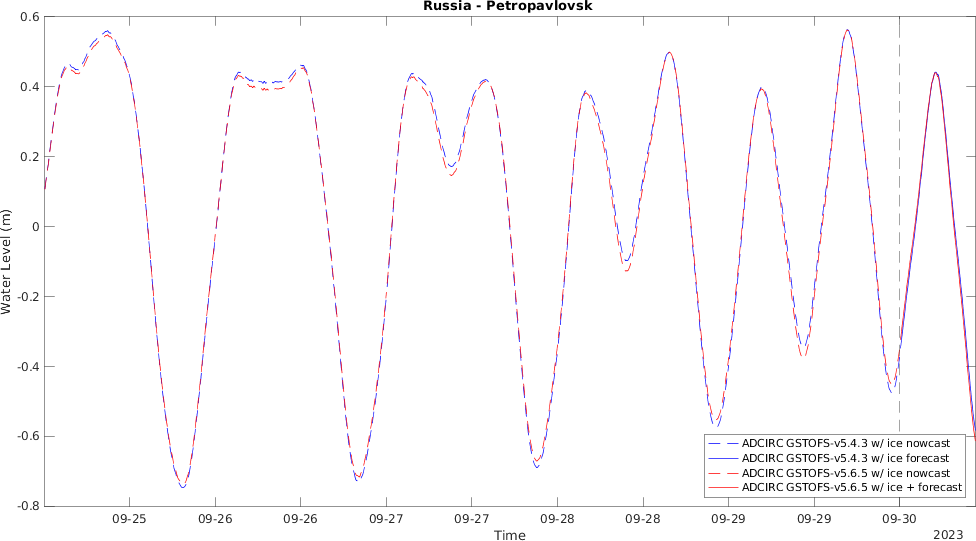 Russia - Petropavlovsk
0.6
0.4
0.2
0
-0.2
-0.4
-0.6
-0.8
Water Level (m)
ADCIRC GSTOFS-v5.4.3 w/ ice nowcast
ADCIRC GSTOFS-v5.4.3 w/ ice forecast
ADCIRC GSTOFS-v5.6.5 w/ ice nowcast
ADCIRC GSTOFS-v5.6.5 w/ ice + forecast
09-25 09-26 09-26 09-27 09-27 09-28 09-28 09-29 09-29 09-30
Time
2023